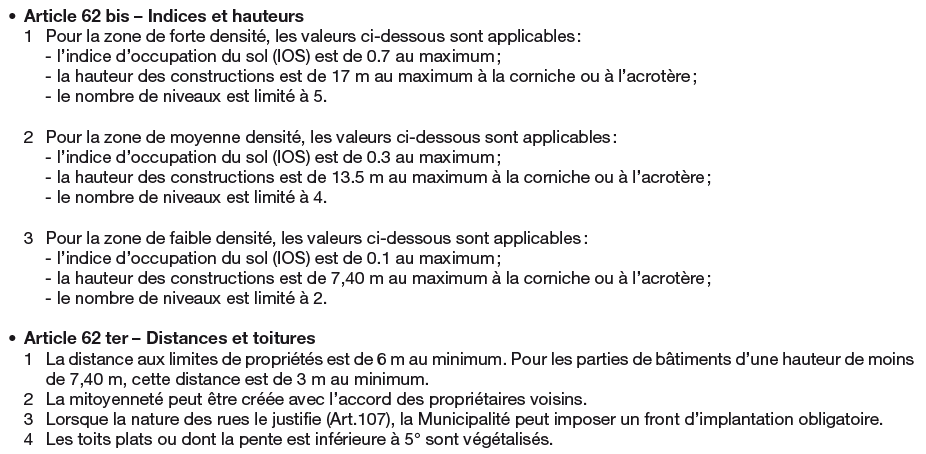 • Article 62 bis – Indices et hauteurs
1 Pour la zone de forte densité, les valeurs ci-dessous sont applicables :
- l'indice d'occupation du sol (IOS) est de 0.7 au maximum ;
- la hauteur des constructions est de 17 m au maximum à la corniche ou à l'acrotère ;
- le nombre de niveaux est limité à 5.
2 Pour la zone de moyenne densité, les valeurs ci-dessous sont applicables :
- l'indice d'occupation du sol (IOS) est de 0.3 au maximum ;
- la hauteur des constructions est de 13.5 m au maximum à la corniche ou à l'acrotère ;
- le nombre de niveaux est limité à 4.
3 Pour la zone de faible densité, les valeurs ci-dessous sont applicables :
- l'indice d'occupation du sol (IOS) est de 0.1 au maximum ;
- la hauteur des constructions est de 7,40 m au maximum à la corniche ou à l'acrotère ;
- le nombre de niveaux est limité à 2.
• Article 62 ter – Distances et toitures
1 La distance aux limites de propriétés est de 6 m au minimum. Pour les parties de bâtiments d'une hauteur de moins
de 7,40 m, cette distance est de 3 m au minimum.
2 La mitoyenneté peut être créée avec l'accord des propriétaires voisins.
3 Lorsque la nature des rues le justifie (Art.107), la Municipalité peut imposer un front d'implantation obligatoire.
4 Les toits plats ou dont la pente est inférieure à 5° sont végétalisés.